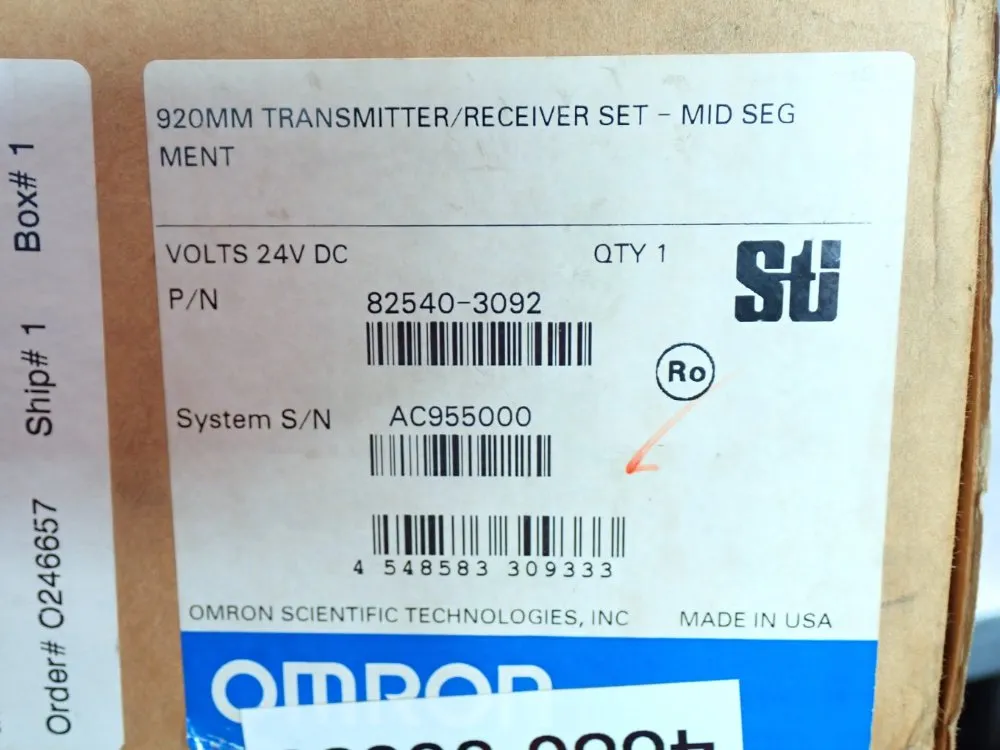 920MM TRANSMITTER/RECEIVER SET - MID SEG
MENT
VOLTS 24V DC
QTY 1
Sti
P/N
82540-3092
Ro
System S/N
AC955000
4 548583 309333
OMRON SCIENTIFIC TECHNOLOGIES, INC
MADE IN USA
OMRON
Order# O246657 Ship# 1 Box# 1